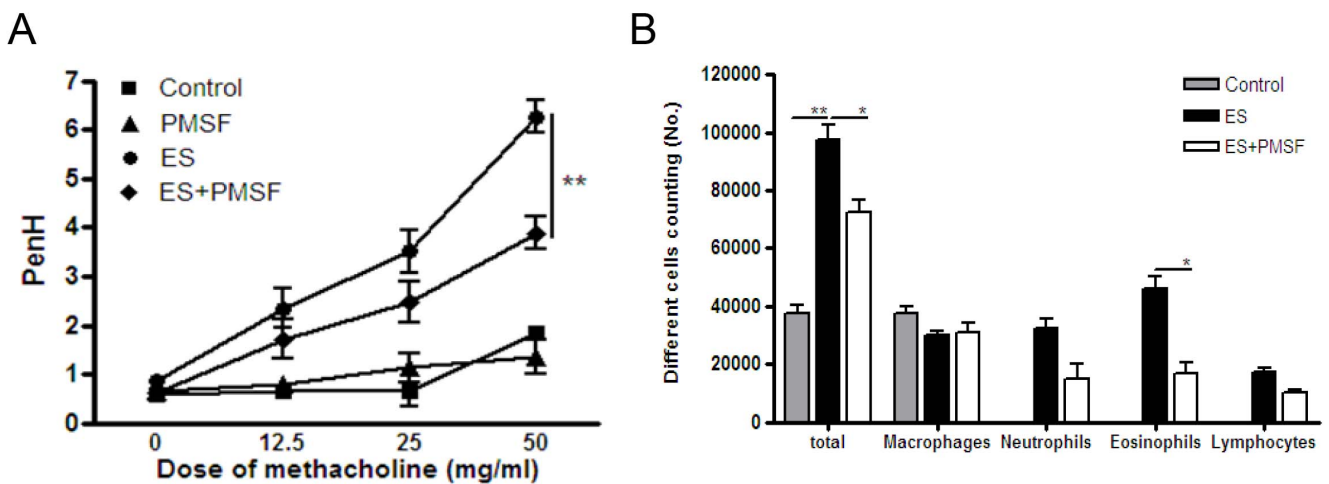 A
PenH
7
6
5
4
3
2
1
0
Control
PMSF
ES
ES+PMSF
**
0 12.5 25 50
Dose of methacholine (mg/ml)
B
Different cells counting (No.)
120000
100000
80000
60000
40000
20000
0
Control
ES
ES+PMSF
** *
*
total Macrophages Neutrophils Eosinophils Lymphocytes